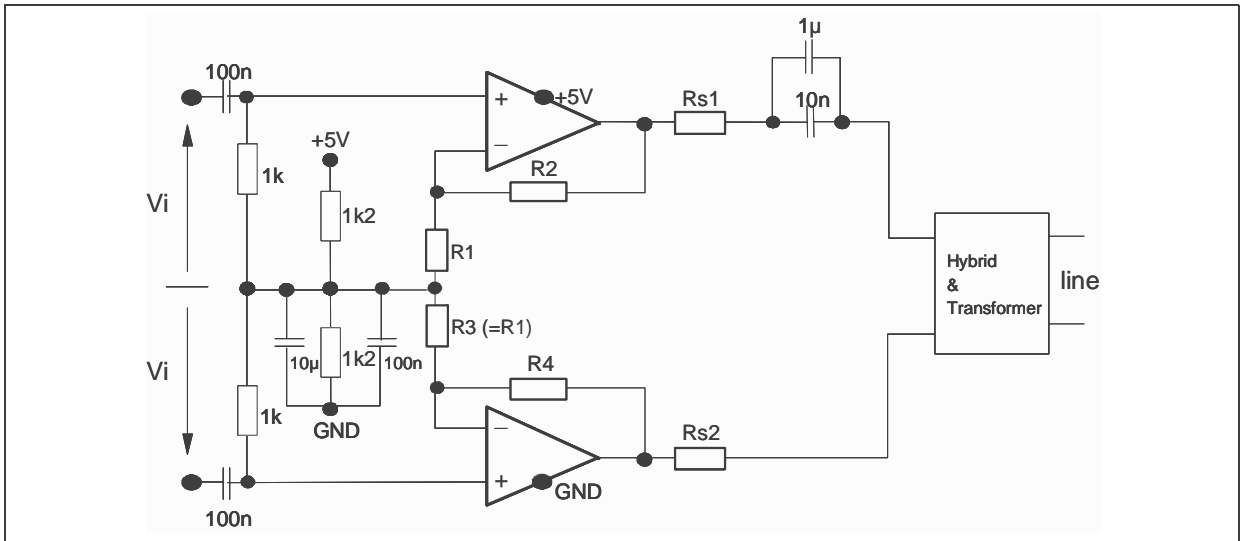 1µ
100n
+
+5V
Rs1
10n
+5V
−
1k
R2
Vi
1k2
R1
Hybrid
&
Transformer
line
R3 (=R1)
10µ
1k2
100n
Vi
R4
1k
GND
−
Rs2
+
GND
100n